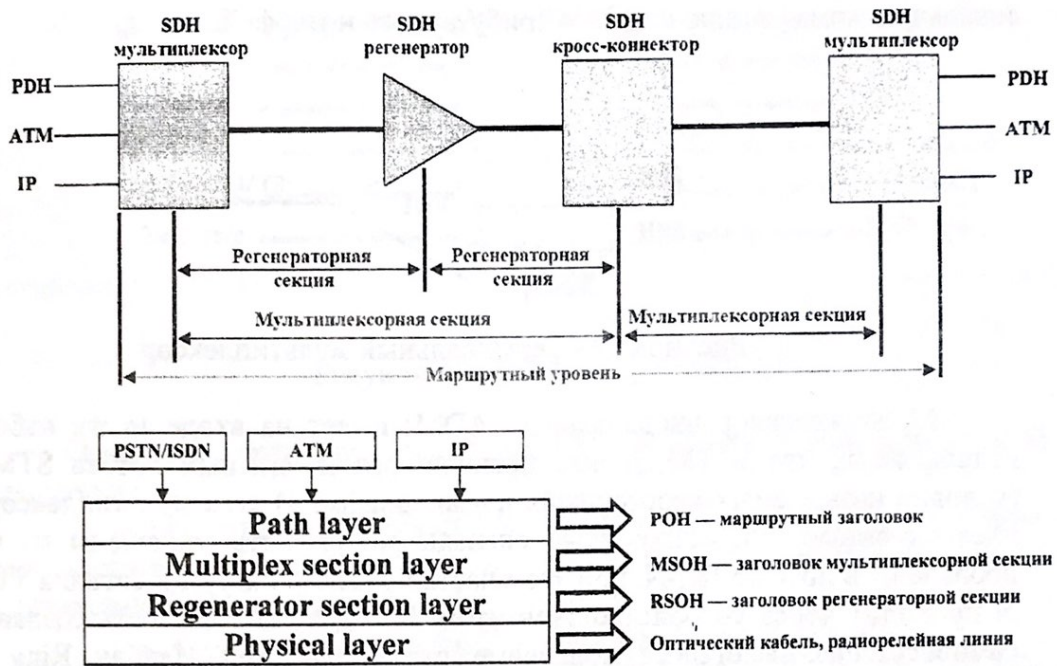 SDH
мультиплексор
SDH
регенератор
SDH
кросс-коннектор
SDH
мультиплексор
PDH
ATM
IP
PDH
ATM
IP
Регенераторная
секция
Регенераторная
секция
Мультиплексорная секция
Мультиплексорная секция
Маршрутный уровень
PSTN/ISDN
ATM
IP
Path layer
POH — маршрутный заголовок
Multiplex section layer
MSOH — заголовок мультиплексорной секции
Regenerator section layer
RSOH — заголовок регенераторной секции
Physical layer
Оптический кабель, радиорелейная линия